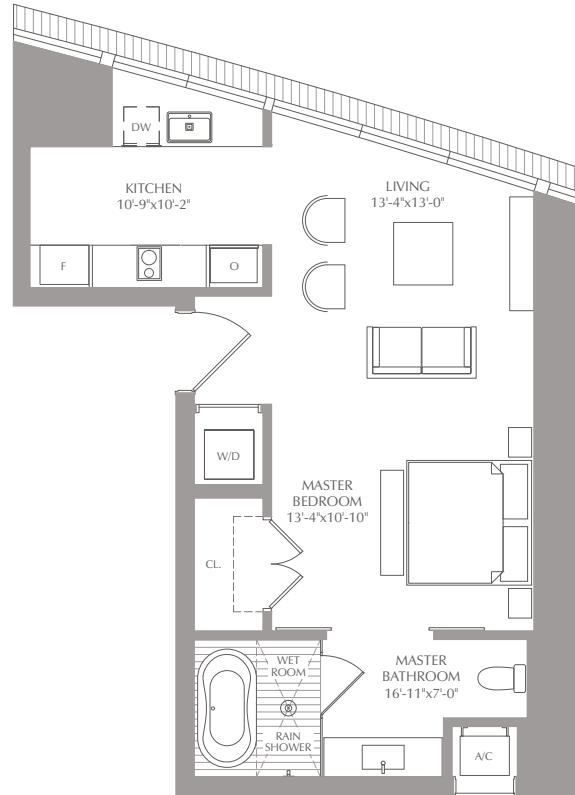 DW
KITCHEN
10'-9"x10'-2"
LIVING
13'-4"x13'-0"
F
O
W/D
MASTER
BEDROOM
13'-4"x10'-10"
CL.
WET
ROOM
MASTER
BATHROOM
16'-11"x7'-0"
RAIN
SHOWER
A/C